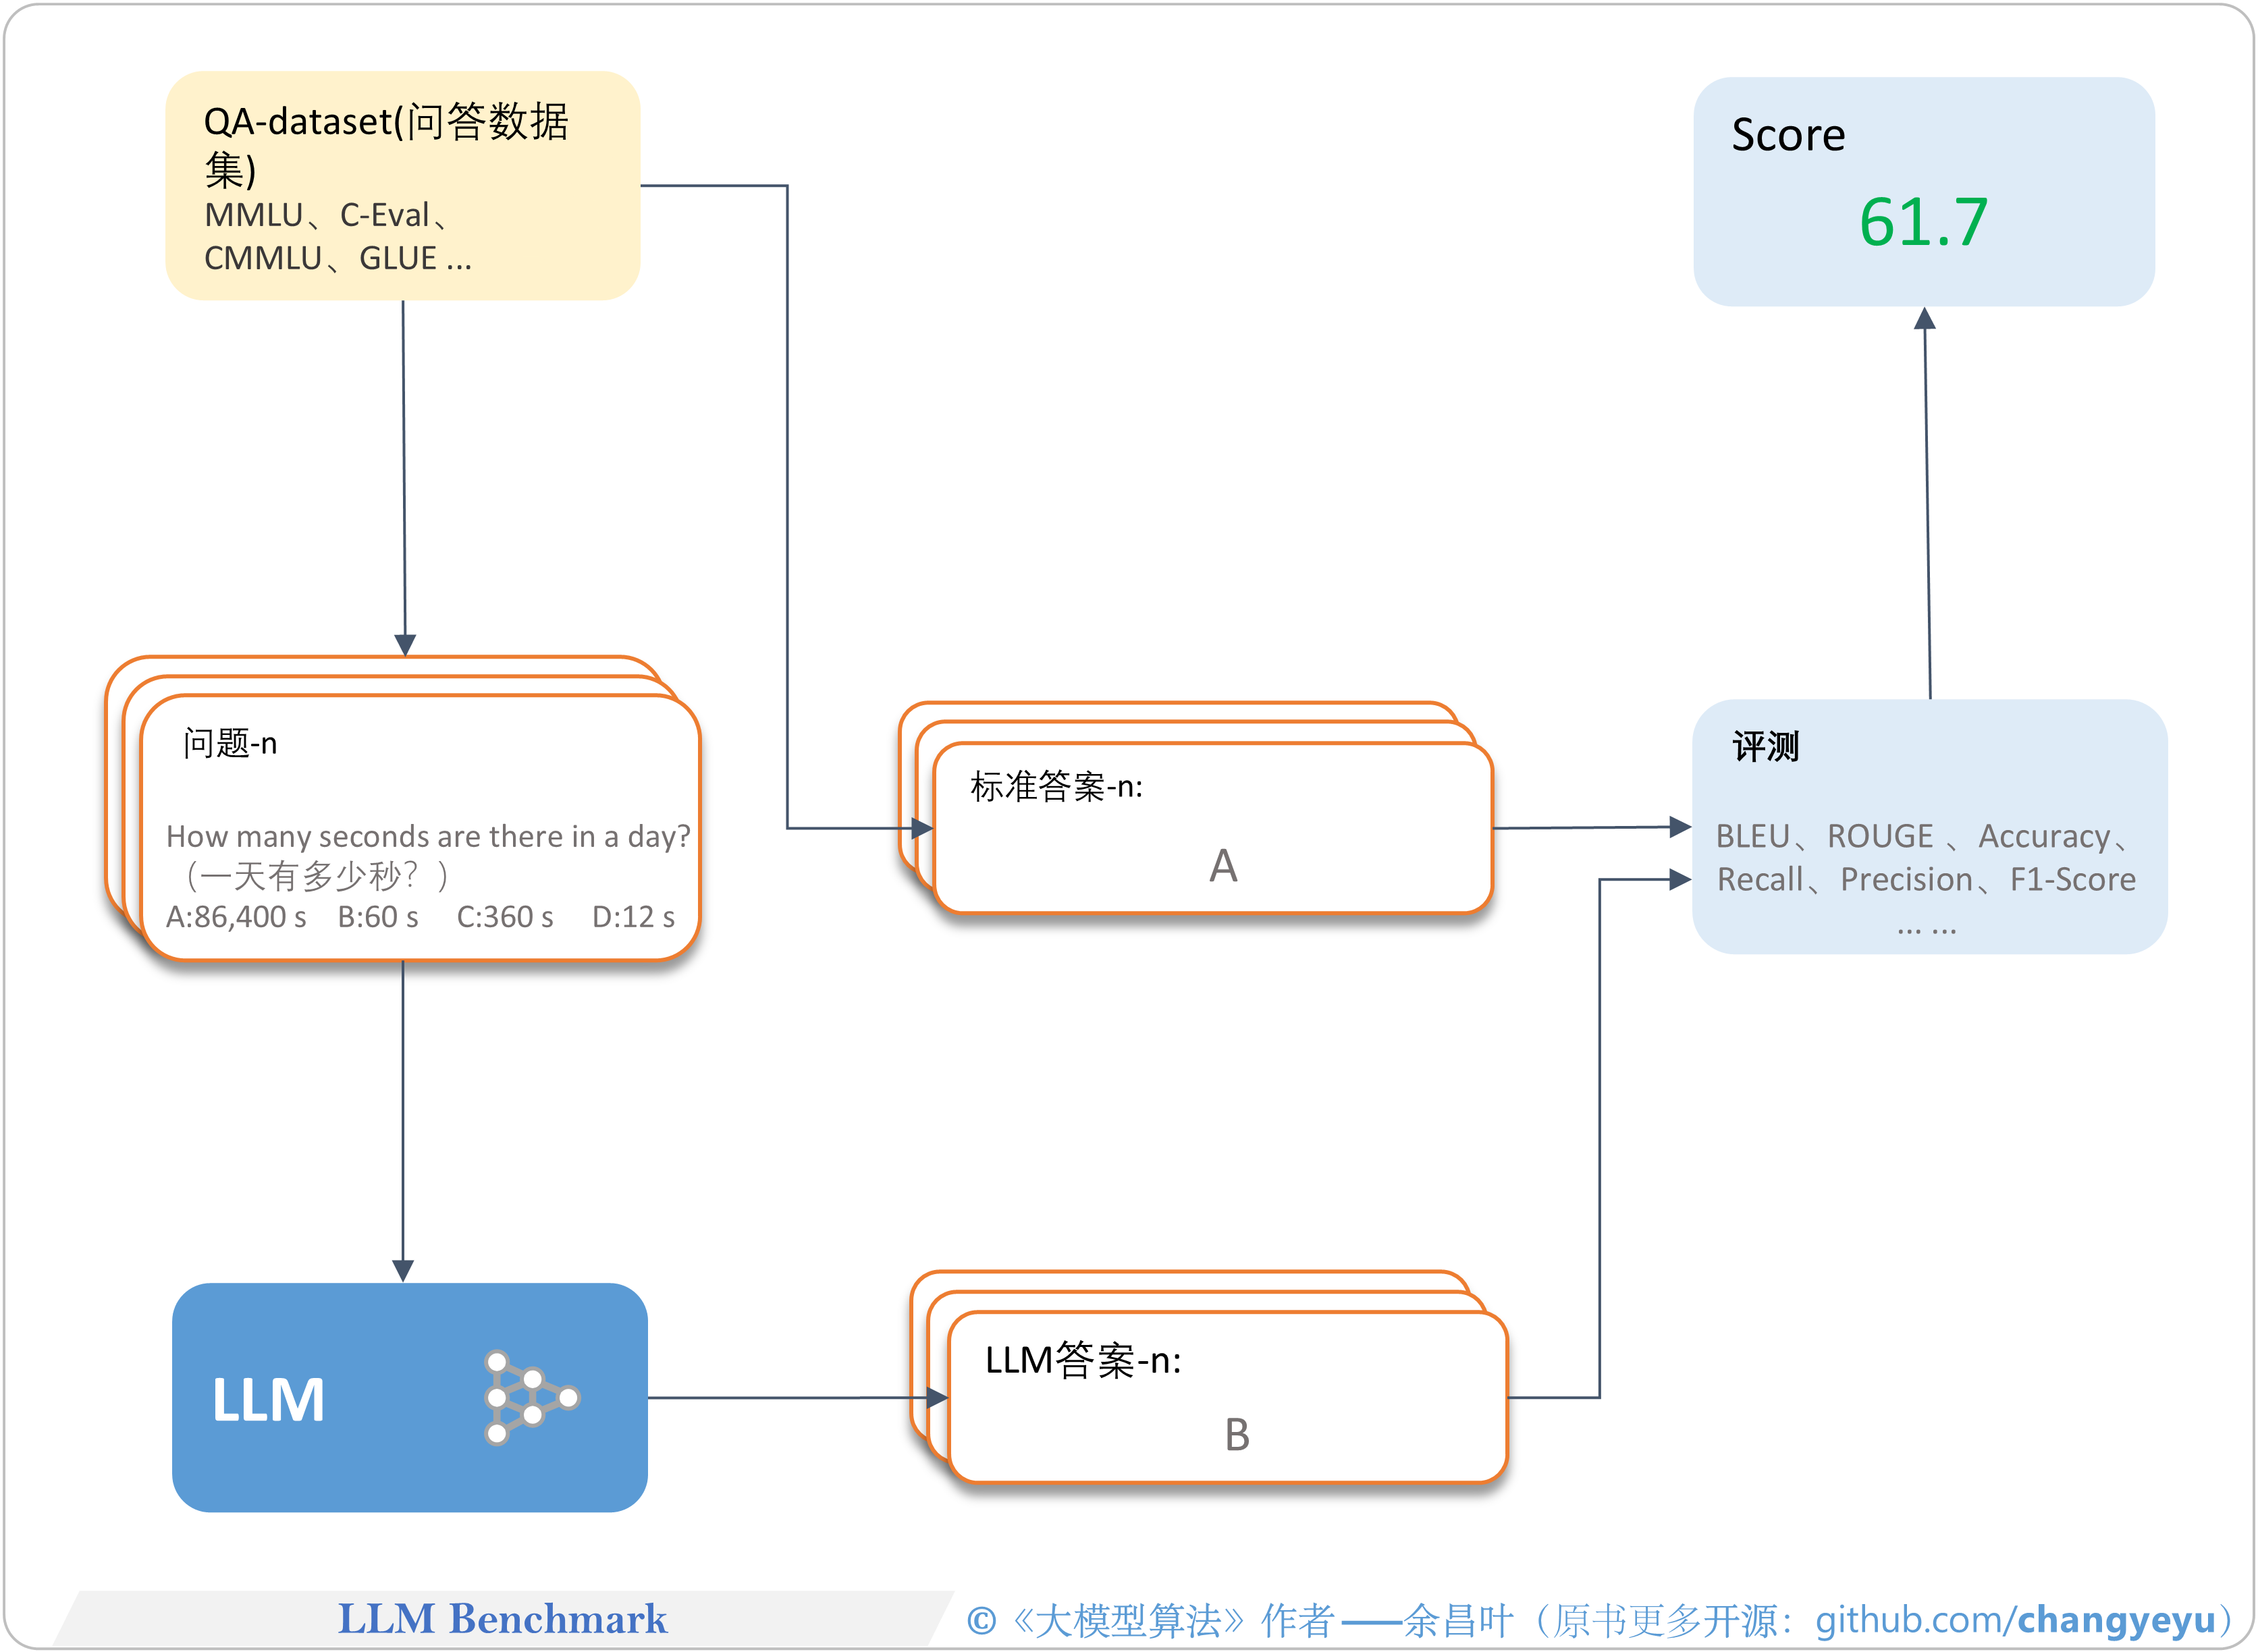 QA-dataset(问答数据
集)
MMLU、C-Eval、
CMMLU、GLUE ...
Score
61.7
问题-n
How many seconds are there in a day?
（一天有多少秒？）
A:86,400 s B:60 s C:360 s D:12 s
标准答案-n:
A
评测
BLEU、ROUGE 、Accuracy、
Recall、Precision、F1-Score
... ...
LLM
LLM答案-n:
B
LLM Benchmark
©《大模型算法》作者——余昌叶（原书更多开源：github.com/changyeyu）